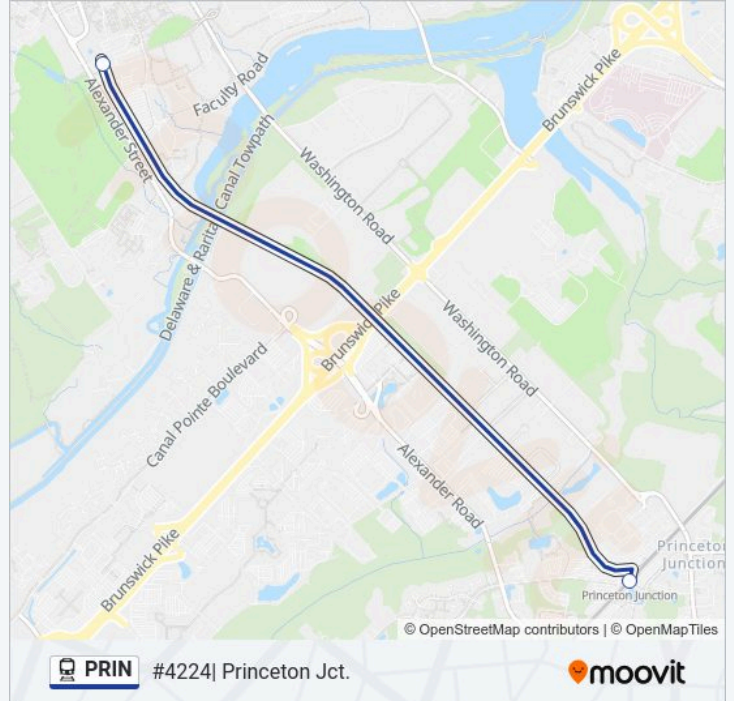 Faculty Road
Brunswick Pike
Alexander Street
Delaware & Raritan Canal Towpath
Washington Road
Brunswick Pike
Washington Road
Canal Pointe Boulevard
Alexander Road
Brunswick Pike
Princeton
Junction
Princeton Junction
© OpenStreetMap contributors | © OpenMapTiles
PRIN #4224| Princeton Jct.
moovit